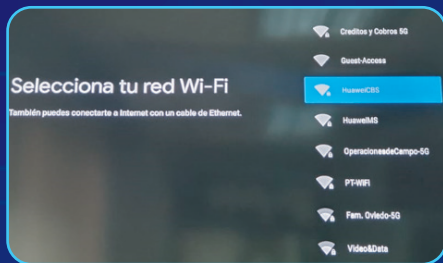 Selecciona tu red Wi-Fi
También puedes conectarte a Internet con un cable de Ethernet.
Creditos y Cobros 5G
Guest-Access
HuaweiCBS
HuaweiMS
OperacionesdeCampo-5G
PT-WIFI
Fam. Oviedo-5G
Video&Data